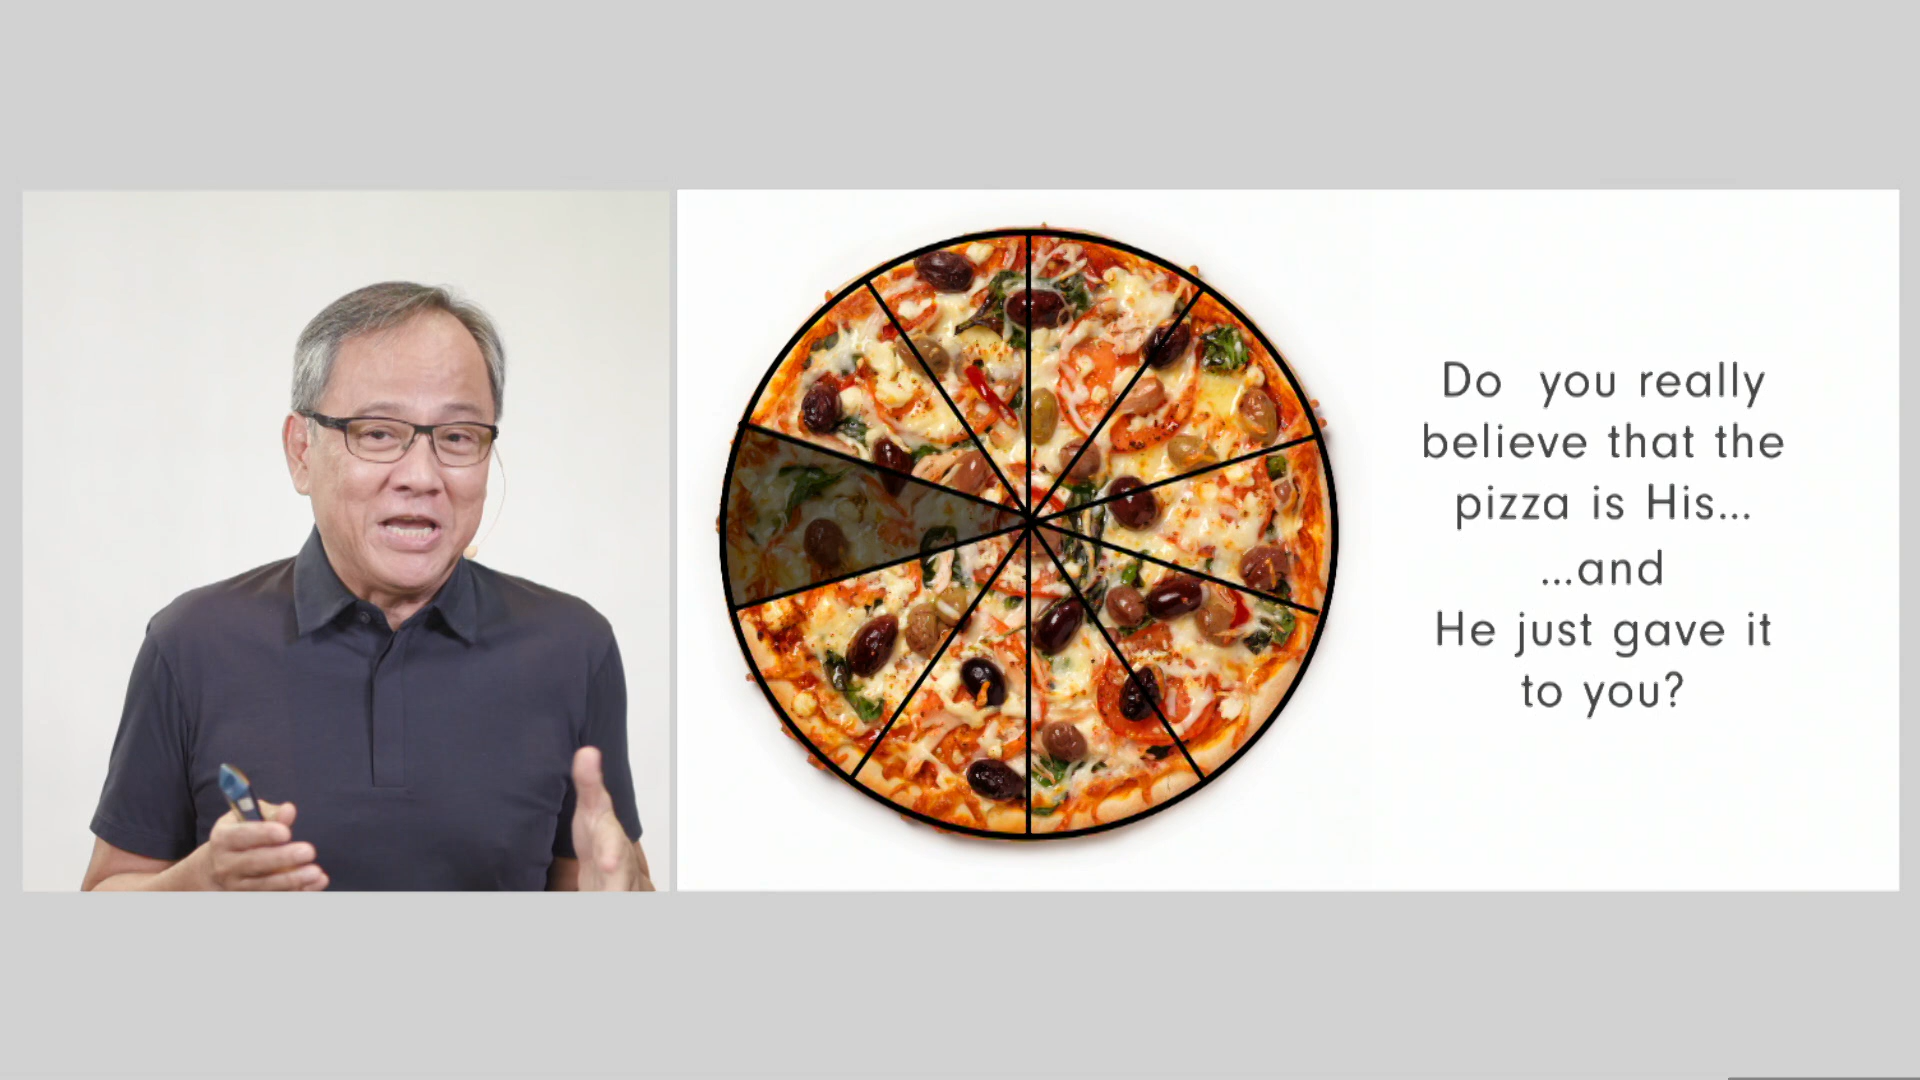 Do you really
believe that the
pizza is His...
...and
He just gave it
to you?